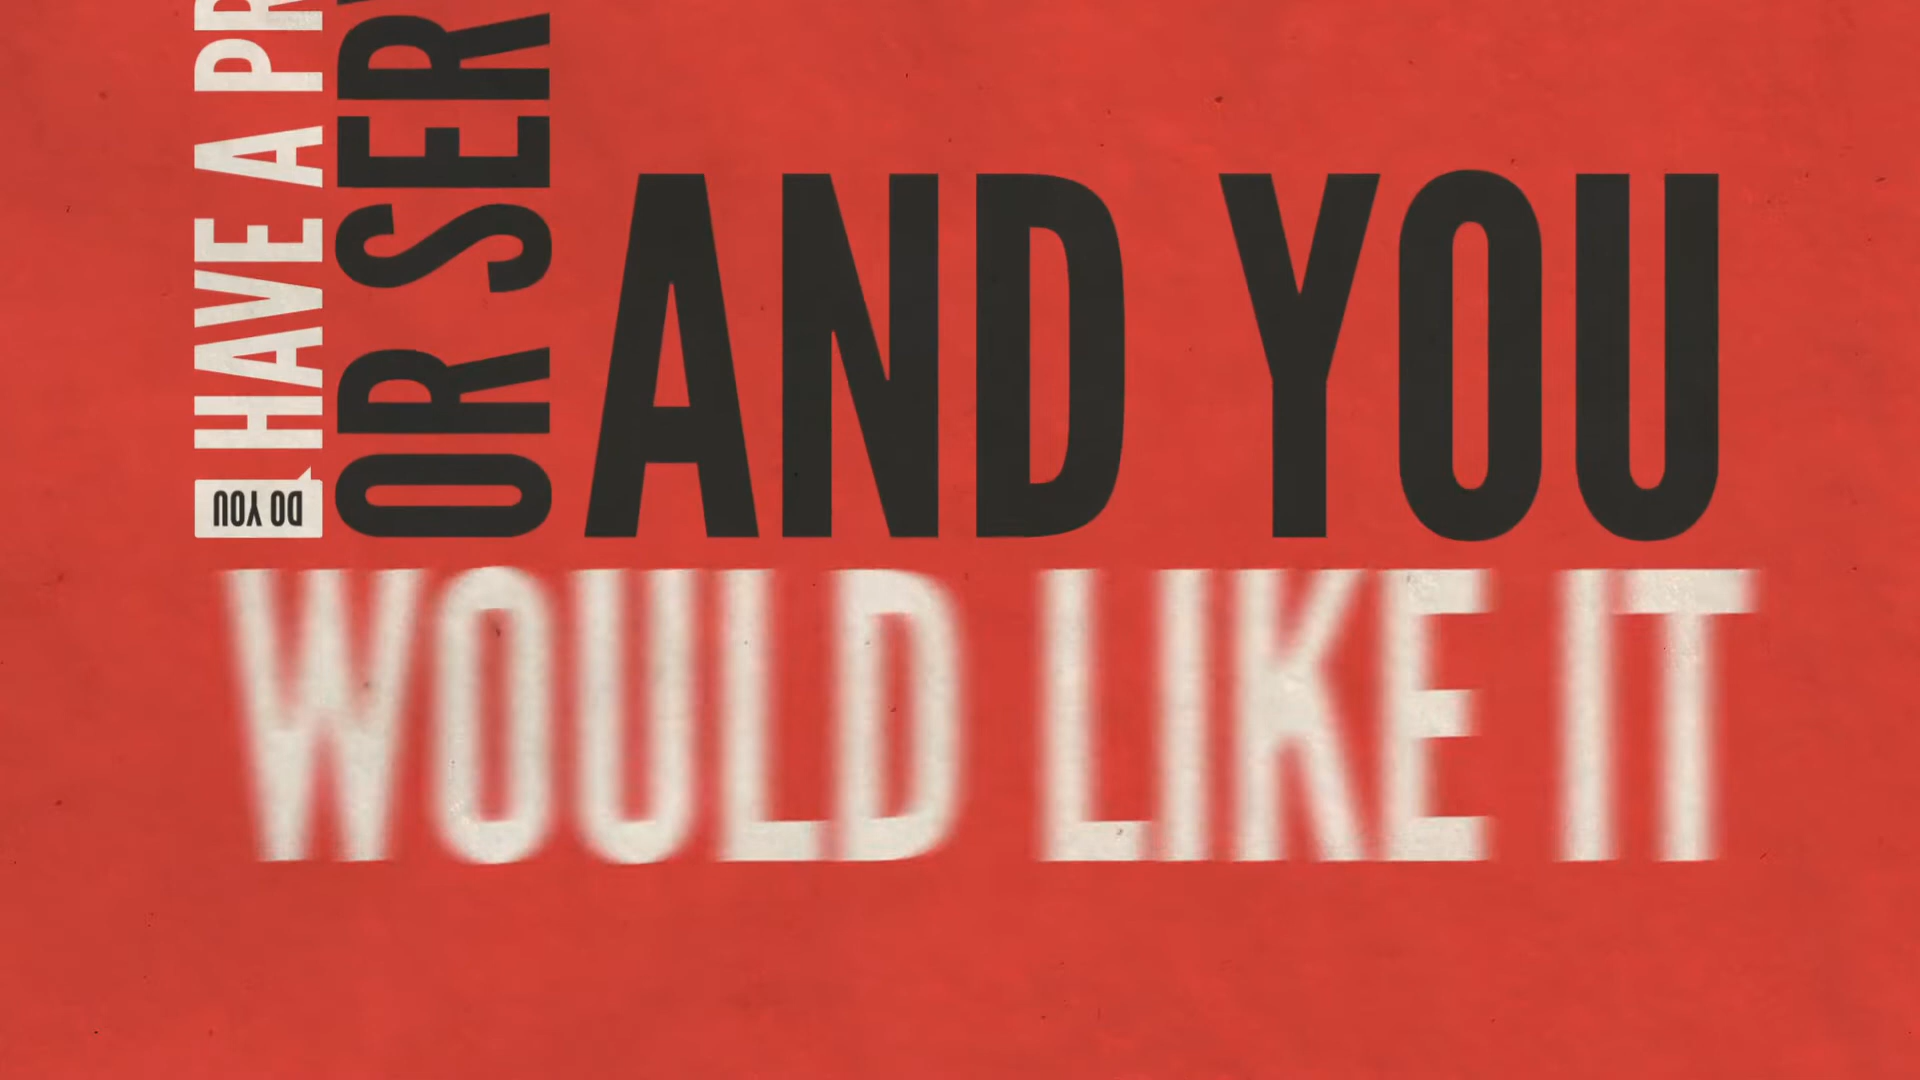 DO YOU
HAVE A PR
OR SER
AND YOU
WOULD LIKE IT